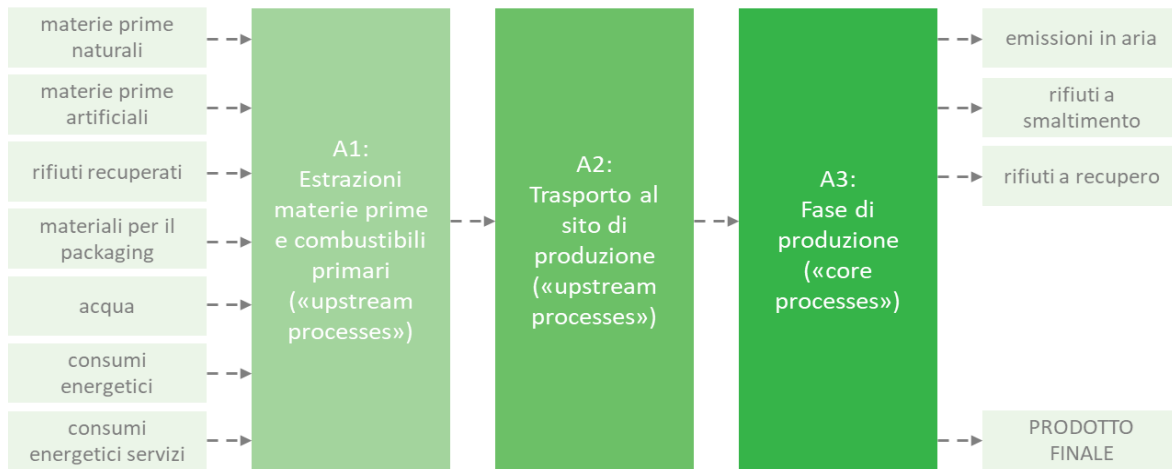 materie prime
naturali
materie prime
artificiali
rifiuti recuperati
materiali per il
packaging
acqua
consumi
energetici
consumi
energetici servizi
A1:
Estrazioni
materie prime
e combustibili
primari
(«upstream
processes»)
A2:
Trasporto al
sito di
produzione
(«upstream
processes»)
A3:
Fase di
produzione
(«core
processes»)
emissioni in aria
rifiuti a
smaltimento
rifiuti a recupero
PRODOTTO
FINALE